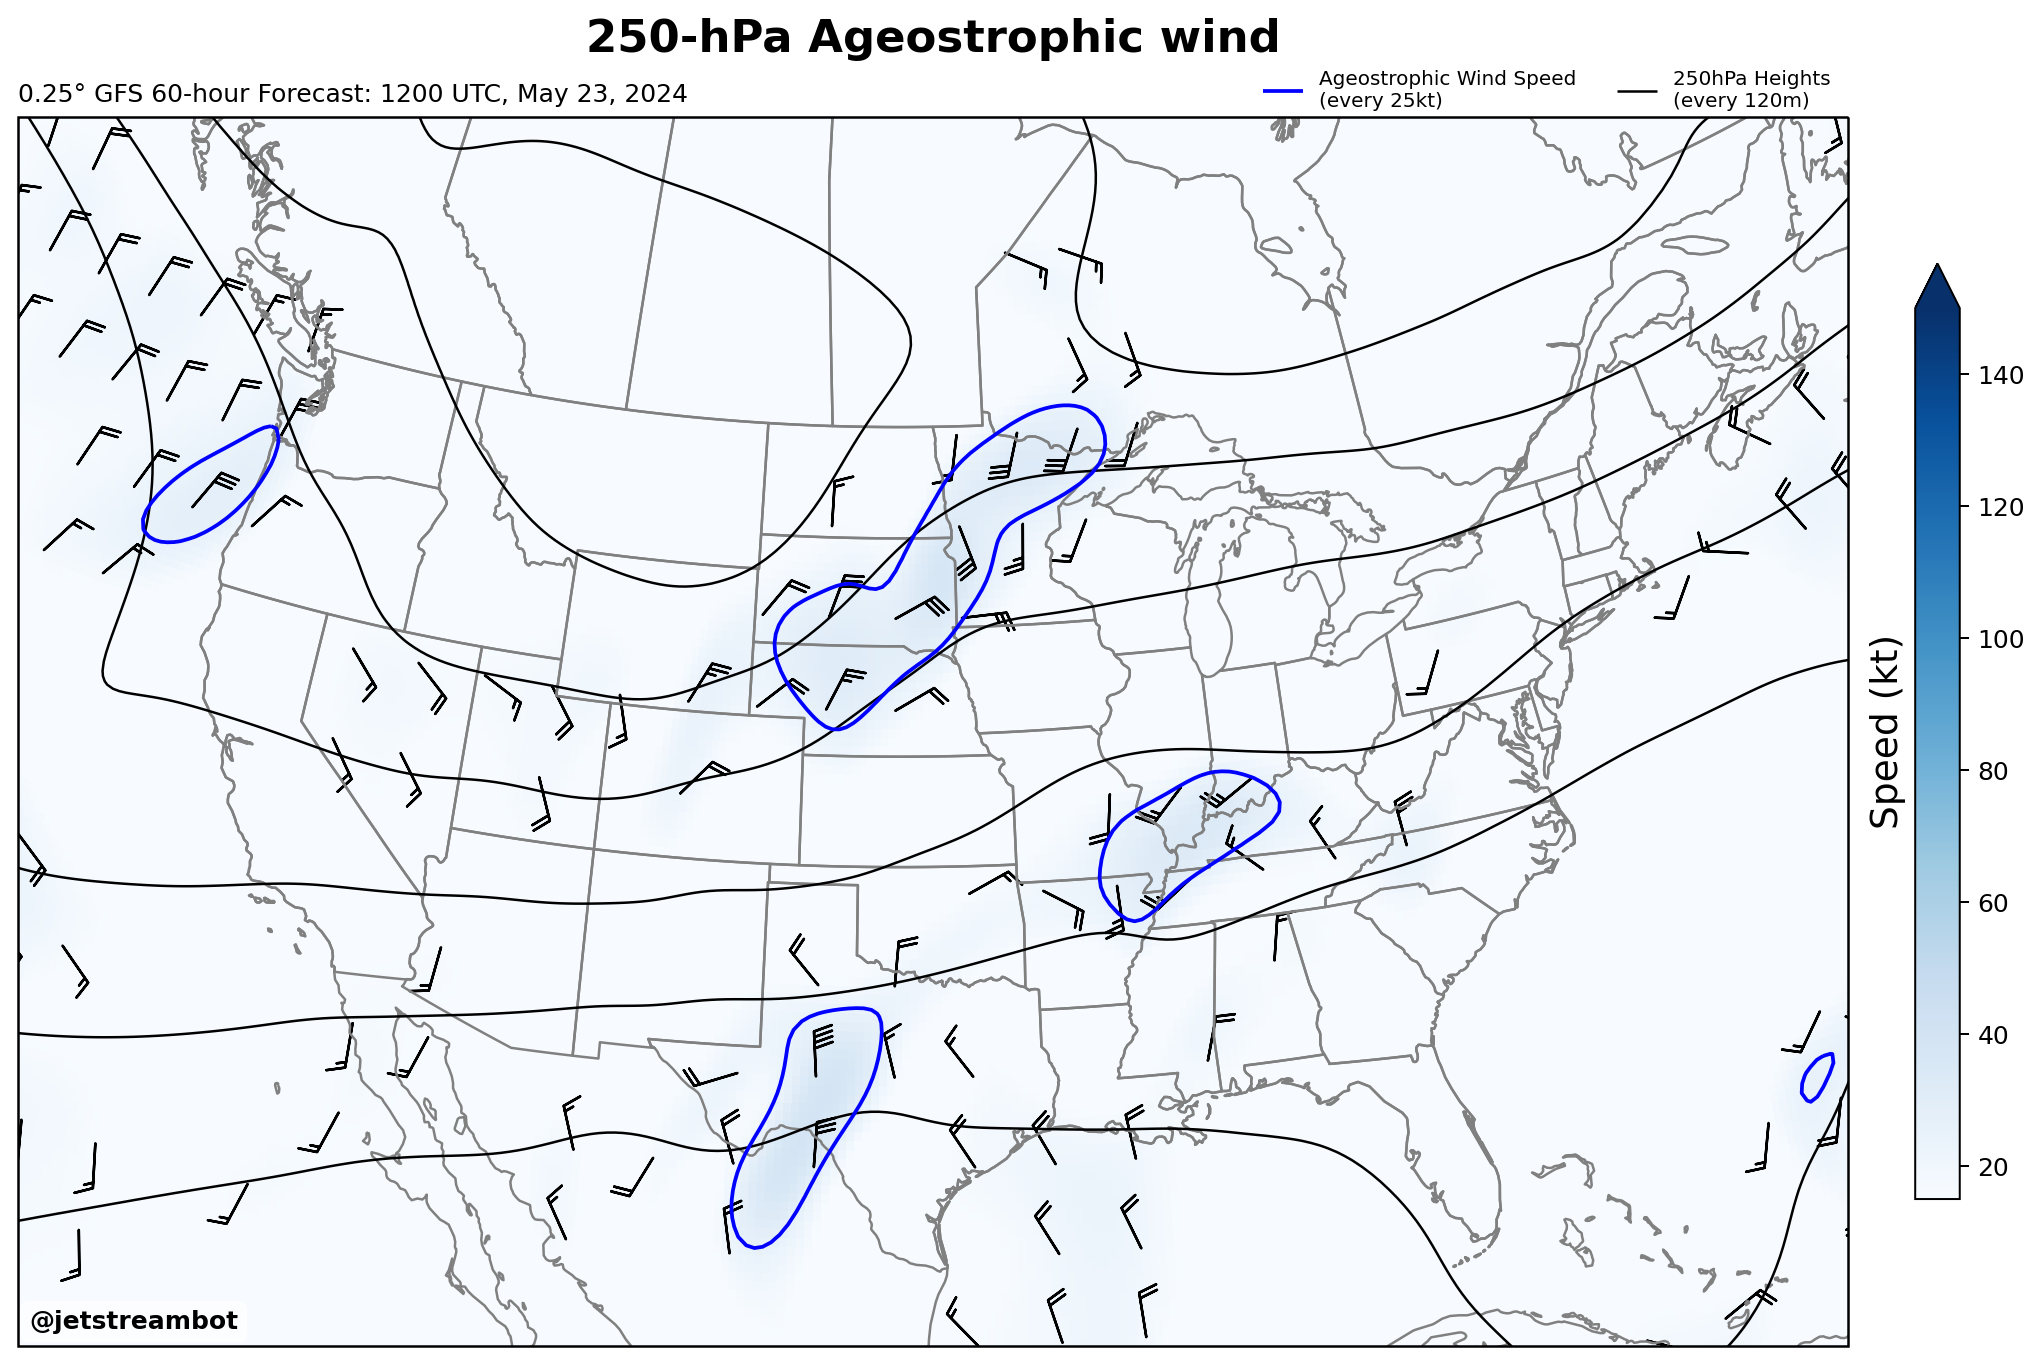 250-hPa Ageostrophic wind
0.25° GFS 60-hour Forecast: 1200 UTC, May 23, 2024
Ageostrophic Wind Speed
(every 25kt)
250hPa Heights
(every 120m)
140
120
100
80
60
40
20
Speed (kt)
@jetstreambot